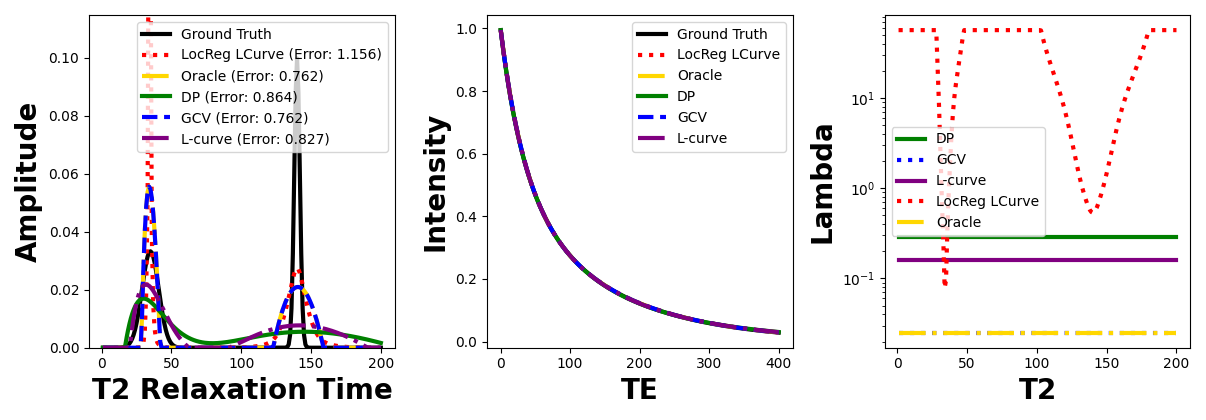 Amplitude
0.10
0.08
0.06
0.04
0.02
0.00
0
50
100
150
200
T2 Relaxation Time
Ground Truth
LocReg LCurve (Error: 1.156)
Oracle (Error: 0.762)
DP (Error: 0.864)
GCV (Error: 0.762)
L-curve (Error: 0.827)
Intensity
1.0
0.8
0.6
0.4
0.2
0.0
0
100
200
300
400
TE
Ground Truth
LocReg LCurve
Oracle
DP
GCV
L-curve
Lambda
10¹
10⁰
10⁻¹
0
50
100
150
200
T2
DP
GCV
L-curve
LocReg LCurve
Oracle